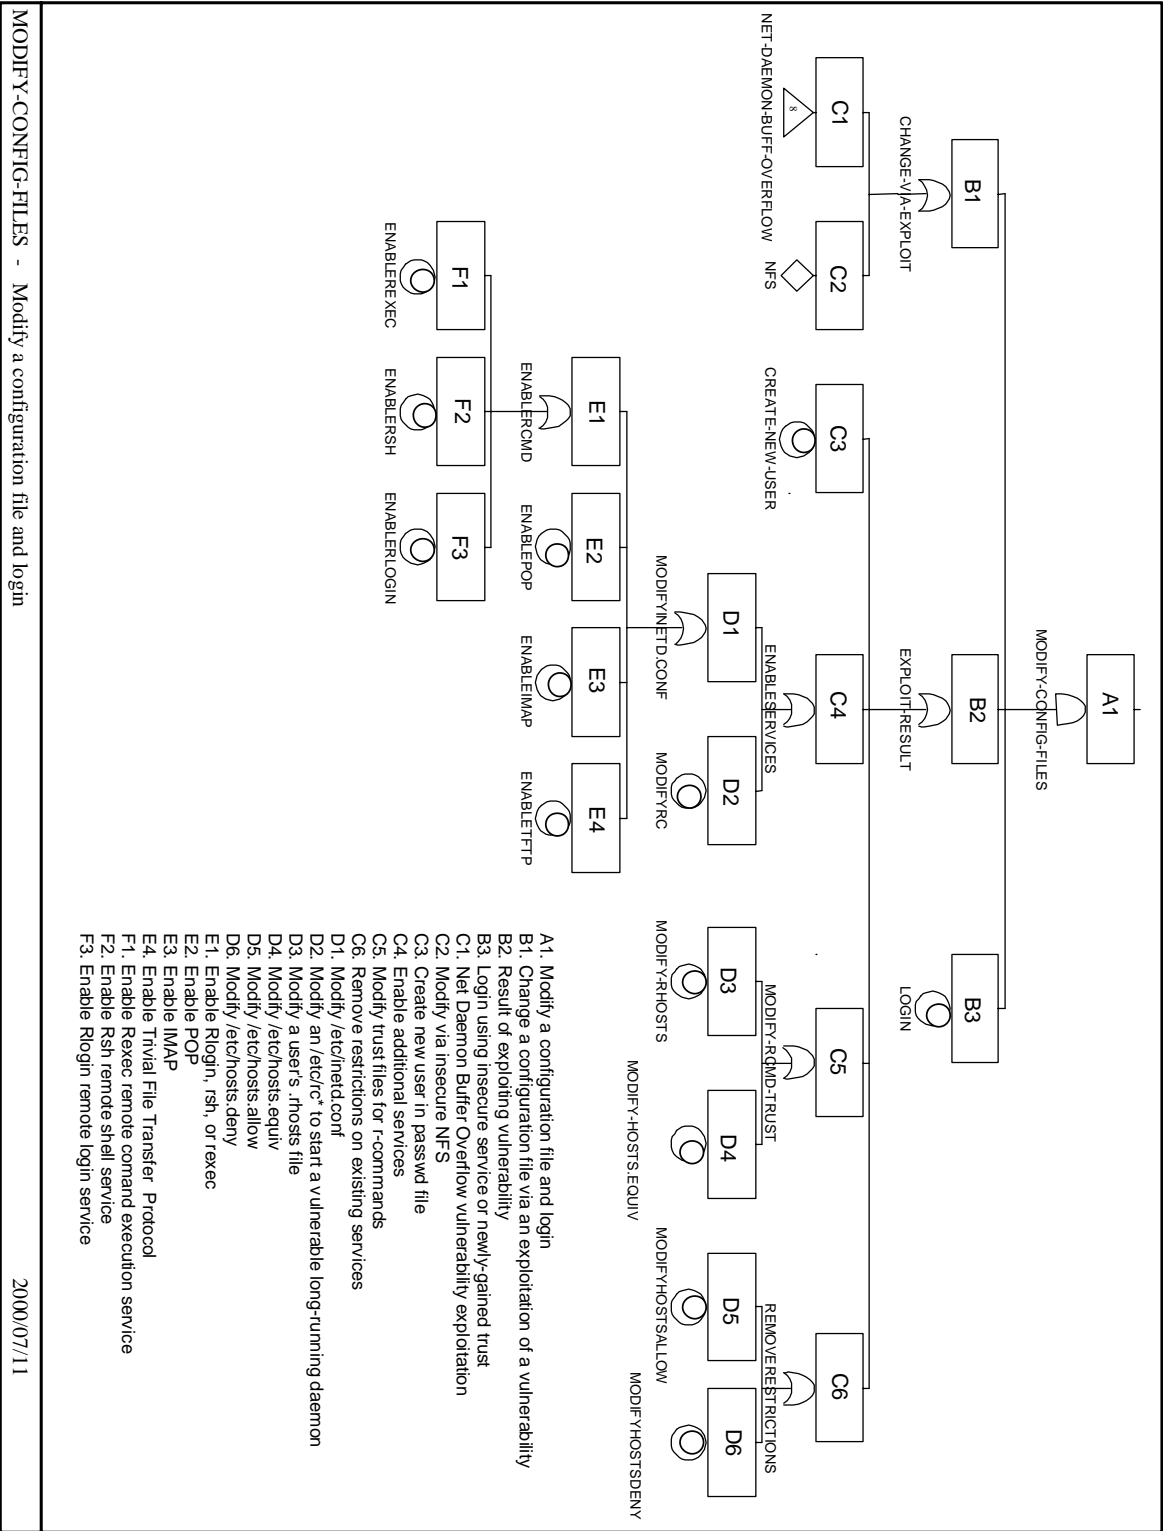 A1
MODIFY-CONFIG-FILES
B1
CHANGE-VIA-EXPLOIT
B2
EXPLOIT-RESULT
B3
LOGIN
C1
8
NET-DAEMON-BUFF-OVERFLOW
C2
NFS
C3
CREATE-NEW-USER
C4
ENABLESERVICES
C5
MODIFY-RCMD-TRUST
C6
REMOVERESTRICTIONS
D1
MODIFYINETD.CONF
D2
MODIFYRC
D3
MODIFY-RHOSTS
D4
MODIFY-HOSTS.EQUIV
D5
MODIFYHOSTSALLOW
D6
MODIFYHOSTSDENY
E1
ENABLERCMD
E2
ENABLEPOP
E3
ENABLEIMAP
E4
ENABLETFTP
F1
ENABLEREXEC
F2
ENABLERSH
F3
ENABLERLOGIN
A1. Modify a configuration file and login
B1. Change a configuration file via an exploitation of a vulnerability
B2. Result of exploiting vulnerability
B3. Login using insecure service or newly-gained trust
C1. Net Daemon Buffer Overflow vulnerability exploitation
C2. Modify via insecure NFS
C3. Create new user in passwd file
C4. Enable additional services
C5. Modify trust files for r-commands
C6. Remove restrictions on existing services
D1. Modify /etc/inetd.conf
D2. Modify an /etc/rc* to start a vulnerable long-running daemon
D3. Modify a user's .rhosts file
D4. Modify /etc/hosts.equiv
D5. Modify /etc/hosts.allow
D6. Modify /etc/hosts.deny
E1. Enable Rlogin, rsh, or rexec
E2. Enable POP
E3. Enable IMAP
E4. Enable Trivial File Transfer Protocol
F1. Enable Rexec remote comand execution service
F2. Enable Rsh remote shell service
F3. Enable Rlogin remote login service
MODIFY-CONFIG-FILES - Modify a configuration file and login
2000/07/11